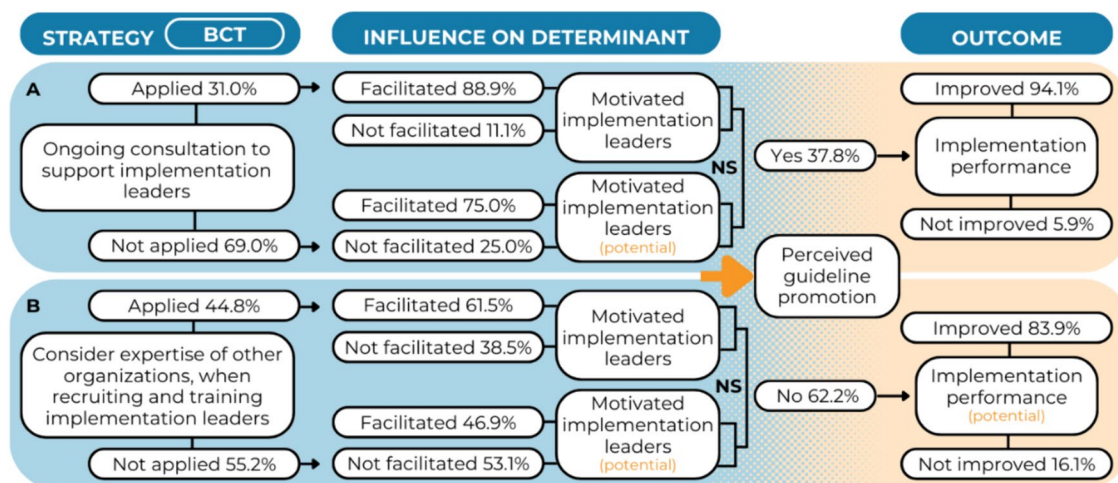 STRATEGY BCT
INFLUENCE ON DETERMINANT
OUTCOME
A
Applied 31.0%
Ongoing consultation to
support implementation
leaders
Not applied 69.0%
Facilitated 88.9%
Not facilitated 11.1%
Motivated
implementation
leaders
Facilitated 75.0%
Not facilitated 25.0%
Motivated
implementation
leaders
(potential)
NS
Yes 37.8%
Improved 94.1%
Implementation
performance
Not improved 5.9%
Perceived
guideline
promotion
B
Applied 44.8%
Consider expertise of other
organizations, when
recruiting and training
implementation leaders
Not applied 55.2%
Facilitated 61.5%
Not facilitated 38.5%
Motivated
implementation
leaders
Facilitated 46.9%
Not facilitated 53.1%
Motivated
implementation
leaders
(potential)
NS
No 62.2%
Improved 83.9%
Implementation
performance
(potential)
Not improved 16.1%